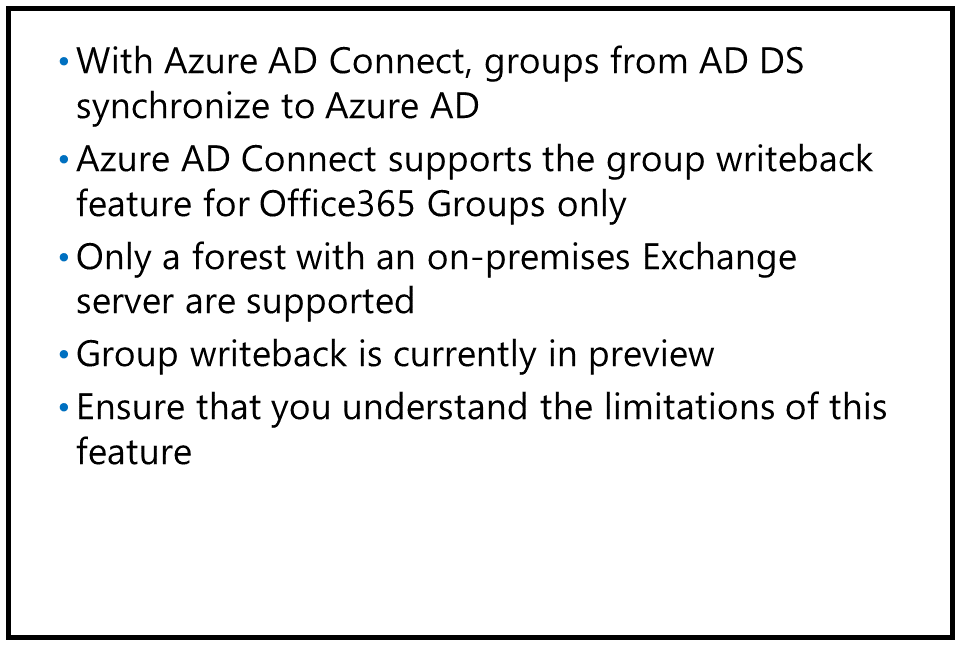 • With Azure AD Connect, groups from AD DS
synchronize to Azure AD
• Azure AD Connect supports the group writeback
feature for Office365 Groups only
• Only a forest with an on-premises Exchange
server are supported
• Group writeback is currently in preview
• Ensure that you understand the limitations of this
feature